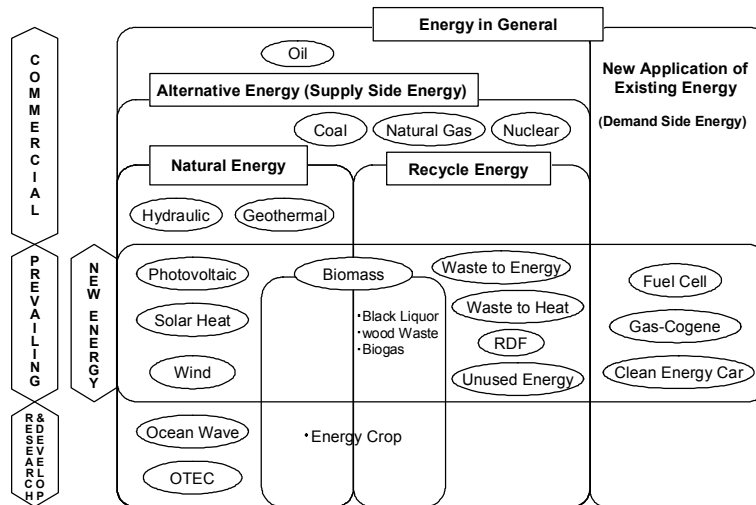 Energy in General
COMMERCIAL
Oil
New Application of
Existing Energy
(Demand Side Energy)
Alternative Energy (Supply Side Energy)
Coal
Natural Gas
Nuclear
Natural Energy
Recycle Energy
Hydraulic
Geothermal
PREVAILING
NEW ENERGY
Photovoltaic
Biomass
Waste to Energy
Fuel Cell
Solar Heat
・Black Liquor
・wood Waste
・Biogas
Waste to Heat
Gas-Cogene
RDF
Wind
Unused Energy
Clean Energy Car
RESEARCH
&DEVELOP
Ocean Wave
・Energy Crop
OTEC